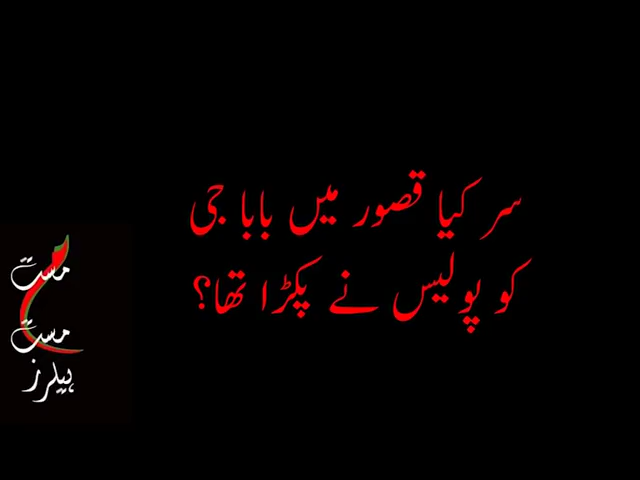 سر کیا قصور میں بابا جی
کو پولیس نے پکڑا تھا؟
مست
مست
ہیلرز